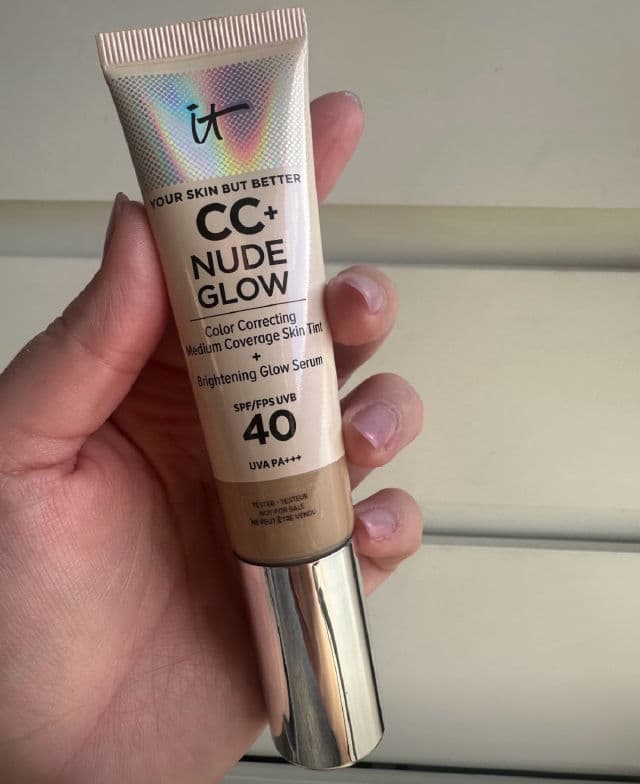 it
YOUR SKIN BUT BETTER
CC+
NUDE
GLOW
Color Correcting
Medium Coverage Skin Tint
+
Brightening Glow Serum
SPF/FPS UVB
40
UVA PA+++
TESTER · TESTEUR
NOT FOR SALE
NE PEUT ÊTRE VENDU